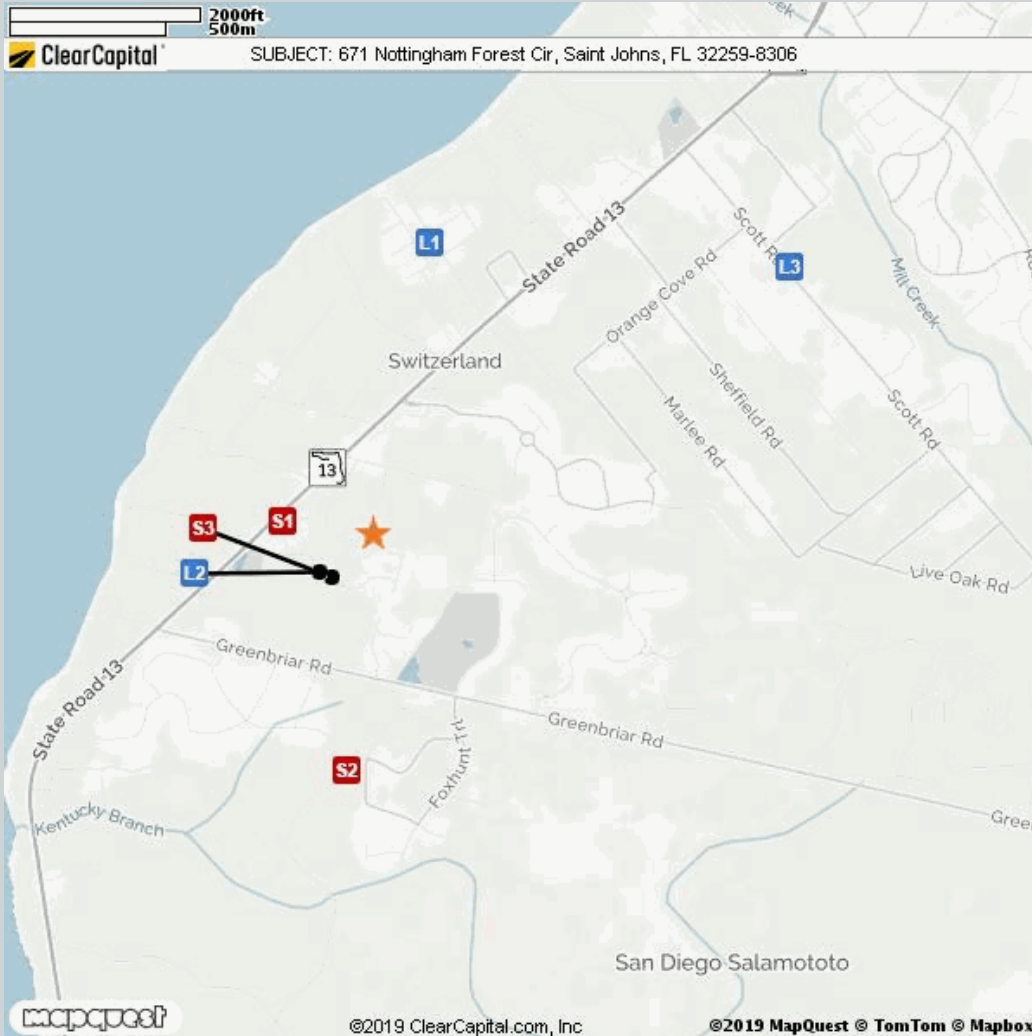 2000ft
500m
ClearCapital
SUBJECT: 671 Nottingham Forest Cir, Saint Johns, FL 32259-8306
Creek
State Road 13
L1
Scott Rd
L3
Orange Cove Rd
Mill Creek
Switzerland
Sheffield Rd
Marlee Rd
Scott Rd
13
S3
S1
L2
Live Oak Rd
Greenbriar Rd
State Road 13
Greenbriar Rd
S2
Foxhunt Trl
Kentucky Branch
Gree
San Diego Salamototo
mapquest
©2019 ClearCapital.com, Inc
©2019 MapQuest © TomTom © Mapbox